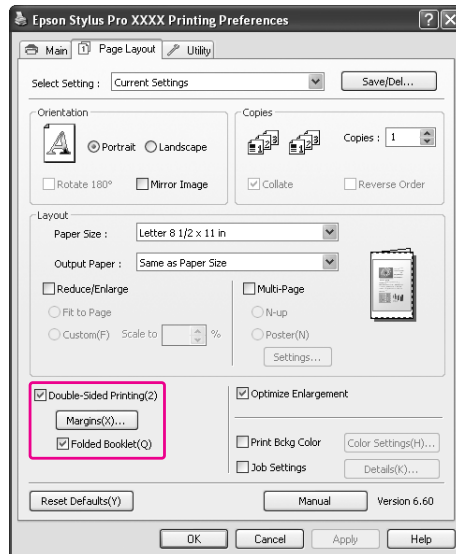 Epson Stylus Pro XXXX Printing Preferences
Main
Page Layout
Utility
Select Setting : Current Settings Save/Del...
Orientation
Portrait Landscape
Rotate 180° Mirror Image
Copies
Copies : 1
Collate Reverse Order
Layout
Paper Size : Letter 8 1/2 x 11 in
Output Paper : Same as Paper Size
Reduce/Enlarge
Fit to Page
Custom(F) Scale to %
Multi-Page
N-up
Poster(N)
Settings...
Double-Sided Printing(2)
Margins(X)...
Folded Booklet(Q)
Optimize Enlargement
Print Bckg Color Color Settings(H)...
Job Settings Details(K)...
Reset Defaults(Y) Manual Version 6.60
OK Cancel Apply Help